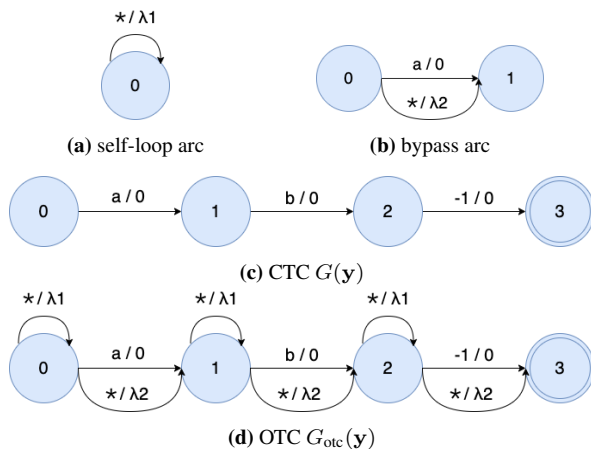 */ λ1
0
0
a / 0
*/ λ2
1
(a) self-loop arc
(b) bypass arc
0
a / 0
1
b / 0
2
-1 / 0
3
(c) CTC G(y)
*/ λ1
*/ λ1
*/ λ1
0
a / 0
1
b / 0
2
-1 / 0
3
*/ λ2
*/ λ2
*/ λ2
(d) OTC Gotc(y)